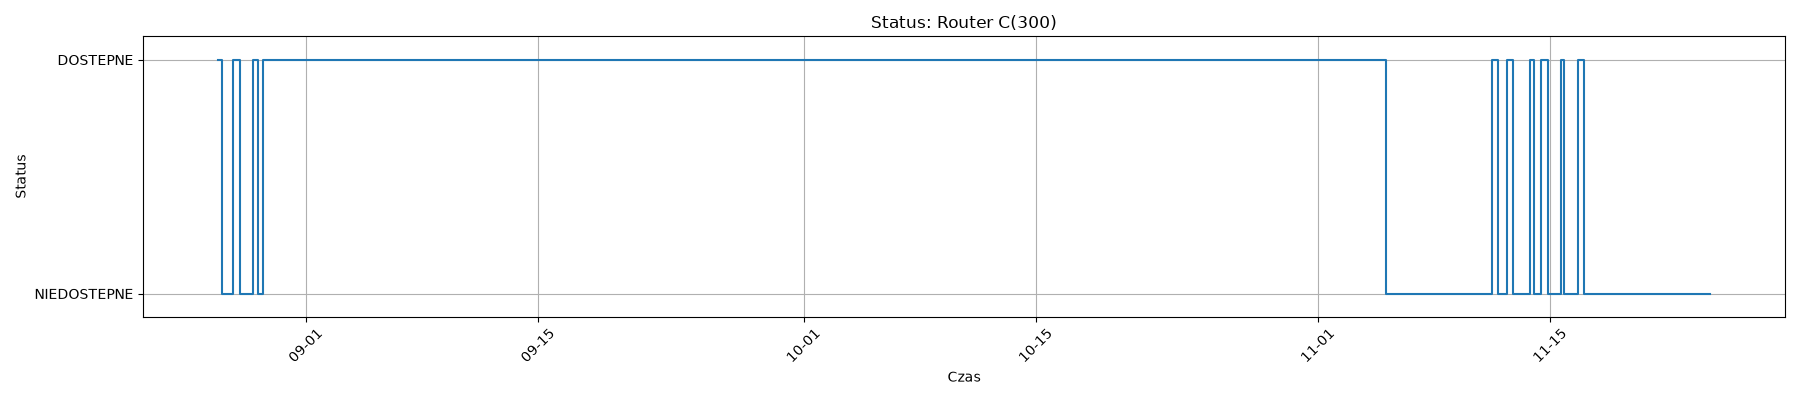 Status: Router C(300)
DOSTEPNE
NIEDOSTEPNE
Status
09-01
09-15
10-01
10-15
11-01
11-15
Czas